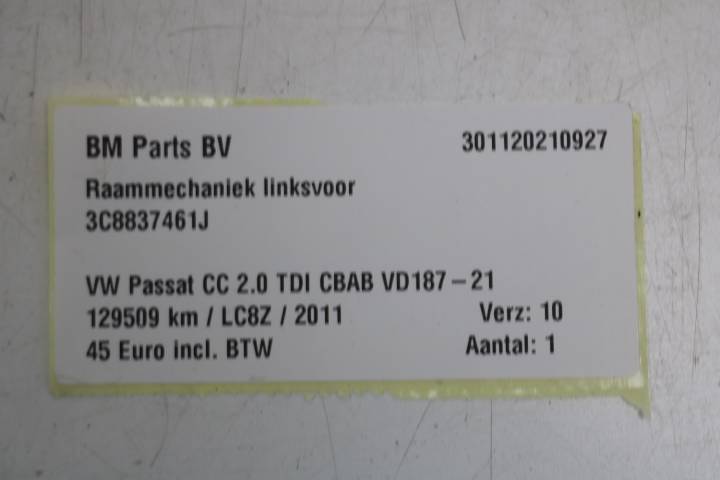 BM Parts BV 301120210927
Raammechaniek linksvoor
3C8837461J
VW Passat CC 2.0 TDI CBAB VD187-21
129509 km / LC8Z / 2011 Verz: 10
45 Euro incl. BTW Aantal: 1